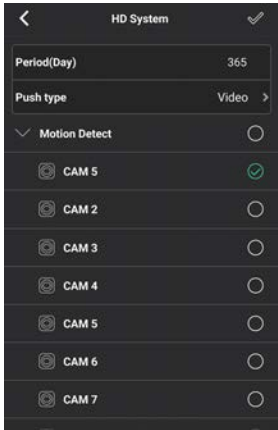 HD System
Period(Day) 365
Push type Video
Motion Detect
CAM 5
CAM 2
CAM 3
CAM 4
CAM 5
CAM 6
CAM 7